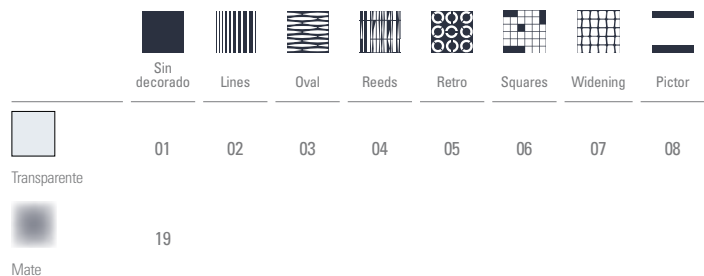 Sin
decorado Lines Oval Reeds Retro Squares Widening Pictor
01 02 03 04 05 06 07 08
Transparente
19
Mate